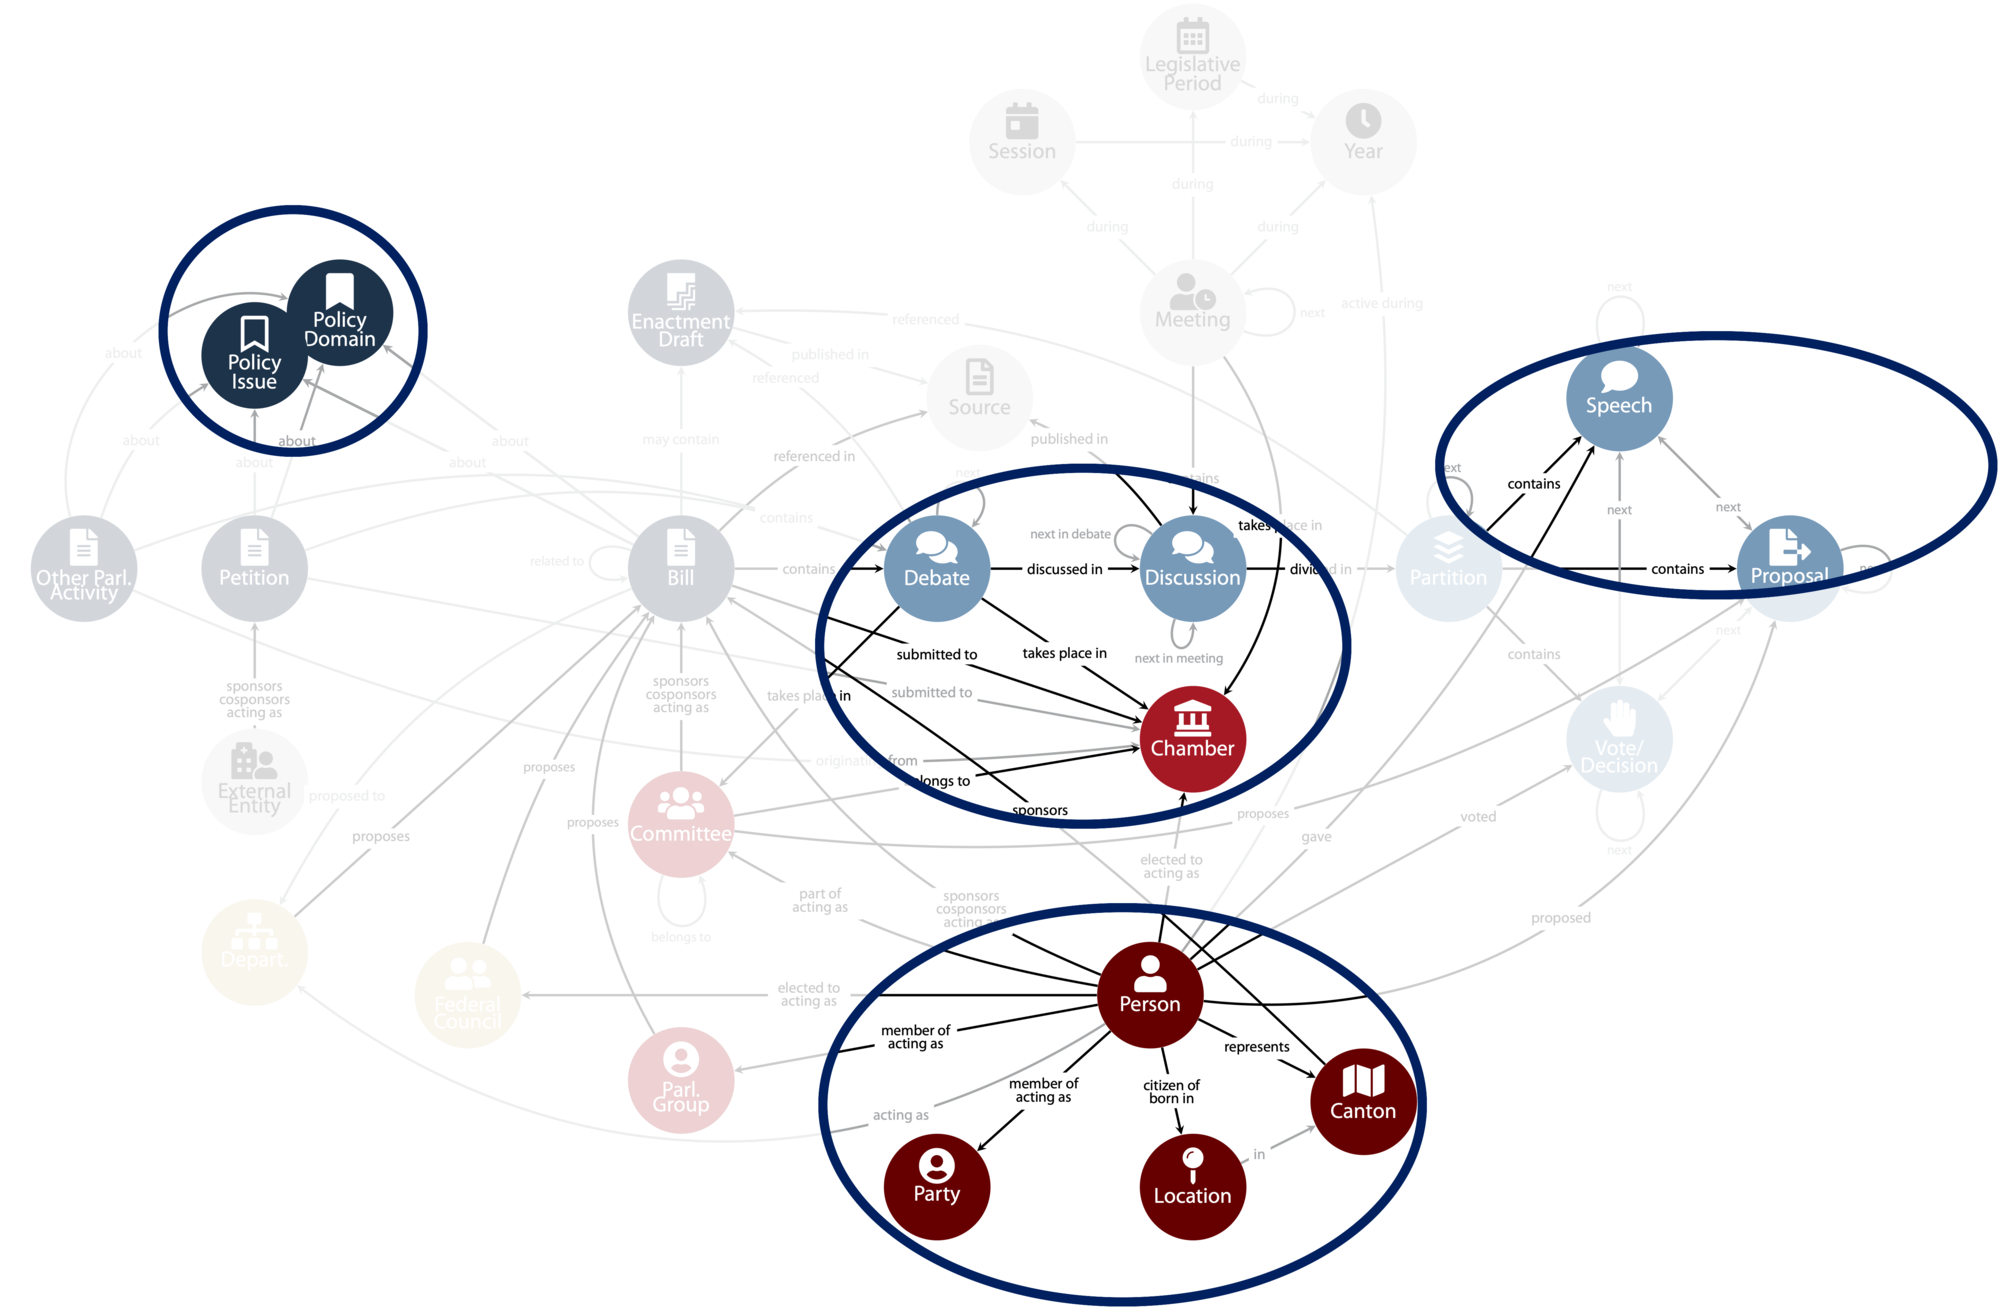 Legislative
Period
during
Session
during
Year
during
during
during
Policy
Domain
Policy
Issue
about
about
about
about
about
about
Enactment
Draft
referenced
published in
referenced
Source
may contain
referenced in
published in
Meeting
next
active during
next
Speech
contains
next
next
Other Parl.
Activity
Petition
related to
Bill
contains
contains
next
Debate
discussed in
next in debate
Discussion
next in meeting
takes place in
Partition
contains
Proposal
contains
next
submitted to
takes place in
submitted to
takes place in
Chamber
sponsors
cosponsors
acting as
sponsors
cosponsors
acting as
External
Entity
proposed to
proposes
proposes
proposes
Committee
belongs to
sponsors
proposes
gave
voted
Vote/
Decision
next
elected to
acting as
part of
acting as
sponsors
cosponsors
proposed
Depart.
Federal
Council
elected to
acting as
Person
member of
acting as
represents
Parl.
Group
member of
acting as
citizen of
born in
Canton
acting as
Party
Location
in